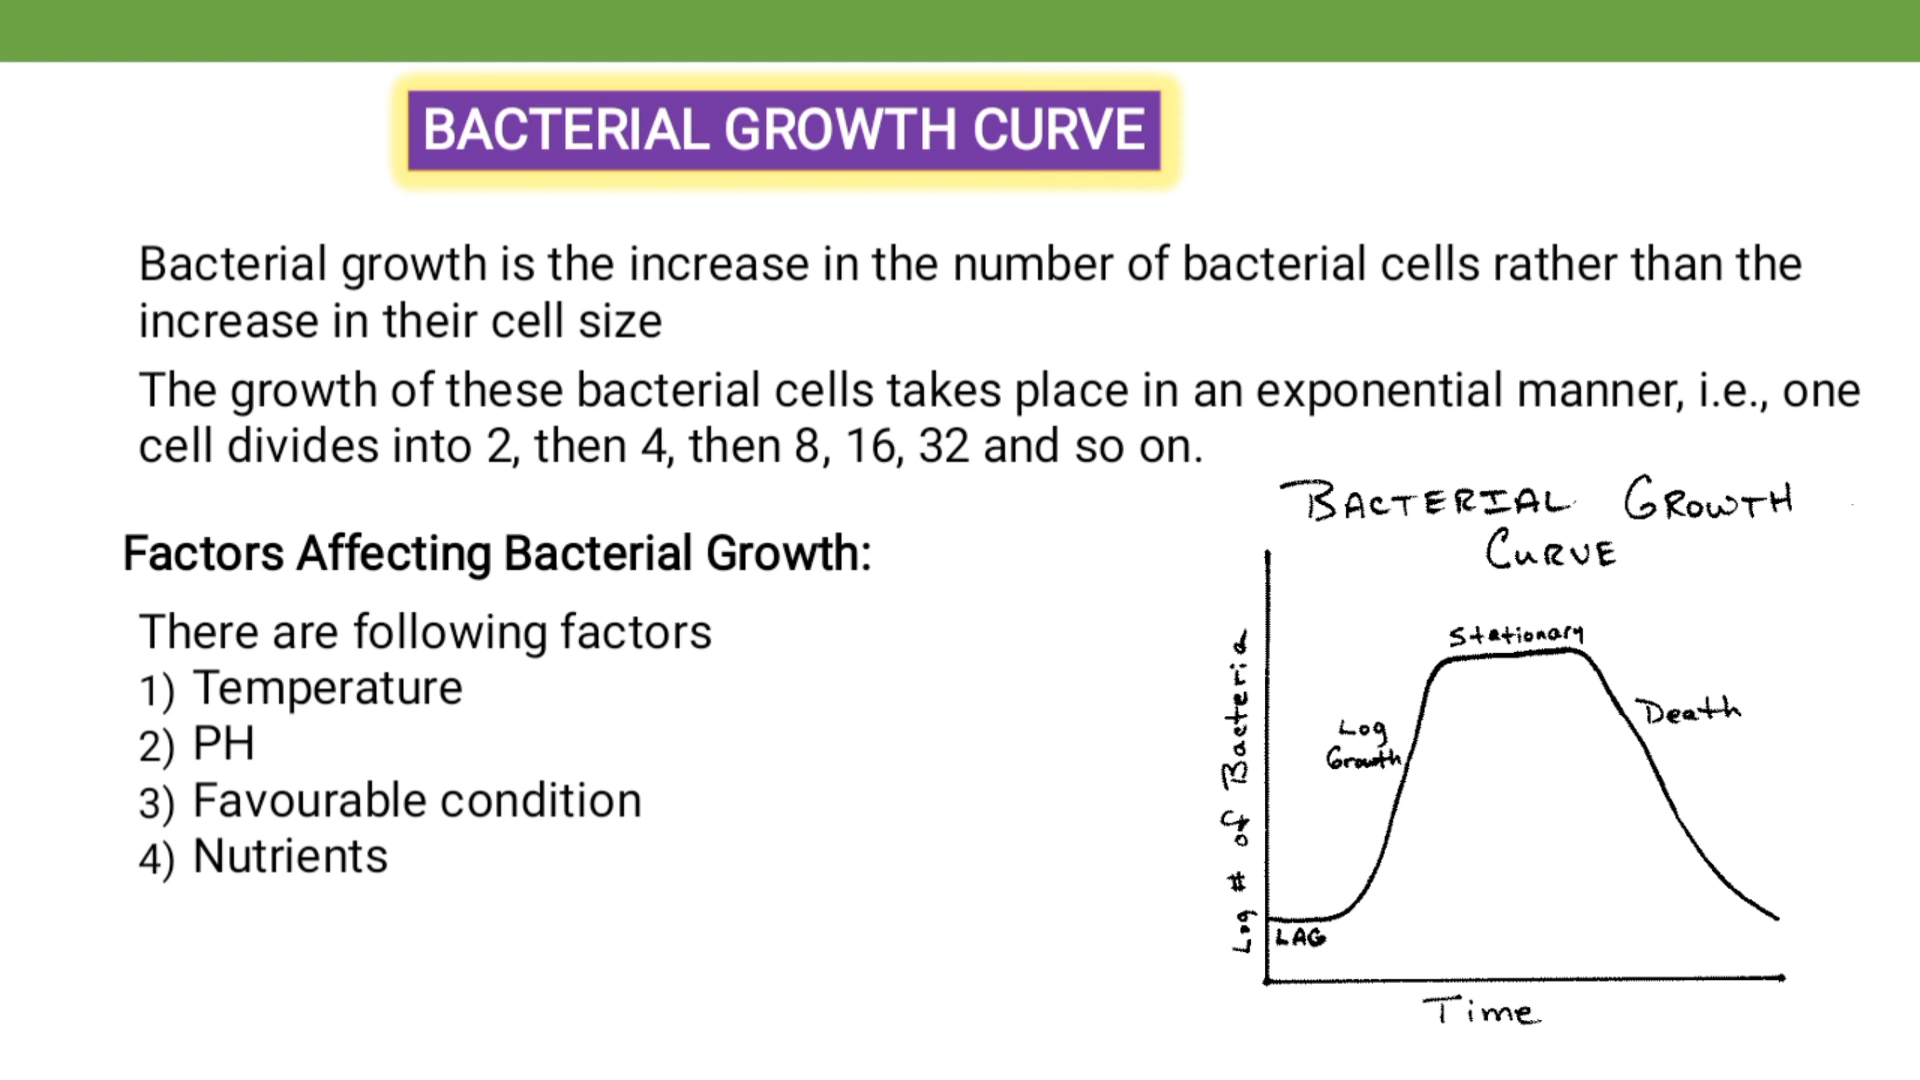 BACTERIAL GROWTH CURVE
Bacterial growth is the increase in the number of bacterial cells rather than the
increase in their cell size
The growth of these bacterial cells takes place in an exponential manner, i.e., one
cell divides into 2, then 4, then 8, 16, 32 and so on.
Factors Affecting Bacterial Growth:
There are following factors
1) Temperature
2) PH
3) Favourable condition
4) Nutrients
BACTERIAL GROWTH
CURVE
Log # of Bacteria
Stationary
Log
Growth
Death
LAG
Time